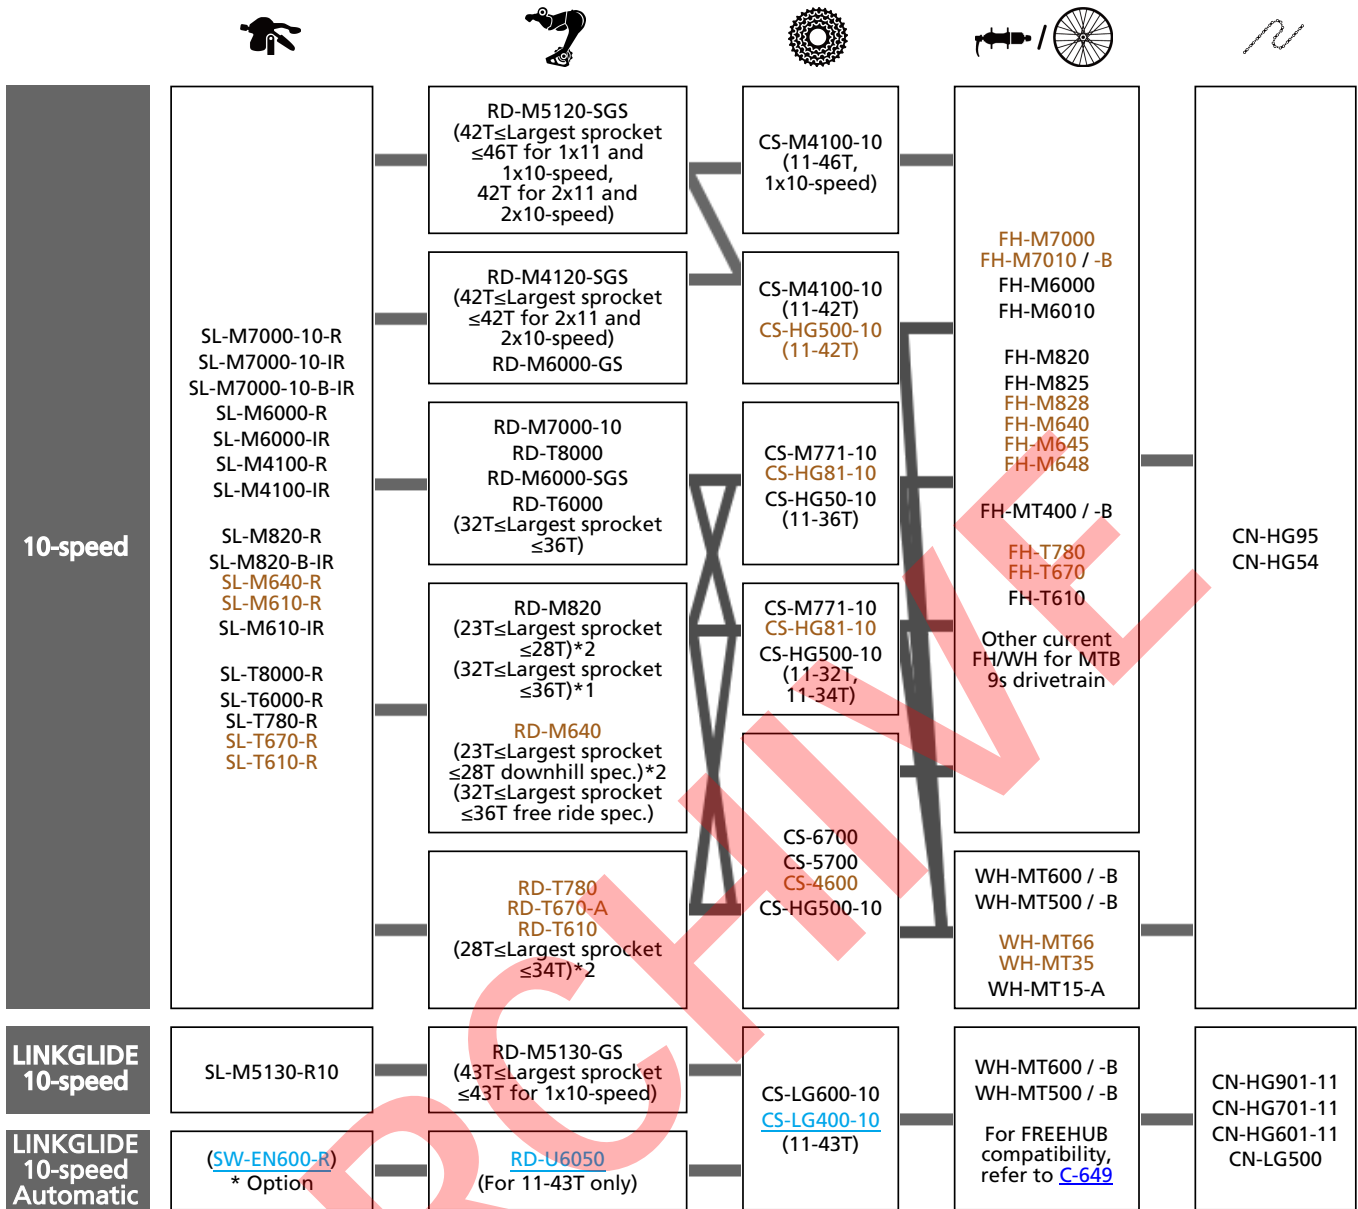 10-speed
SL-M7000-10-R
SL-M7000-10-IR
SL-M7000-10-B-IR
SL-M6000-R
SL-M6000-IR
SL-M4100-R
SL-M4100-IR
SL-M820-R
SL-M820-B-IR
SL-M640-R
SL-M610-R
SL-M610-IR
SL-T8000-R
SL-T6000-R
SL-T780-R
SL-T670-R
SL-T610-R
RD-M5120-SGS
(42T≤Largest sprocket
≤46T for 1x11 and
1x10-speed,
42T for 2x11 and
2x10-speed)
RD-M4120-SGS
(42T≤Largest sprocket
≤42T for 2x11 and
2x10-speed)
RD-M6000-GS
RD-M7000-10
RD-T8000
RD-M6000-SGS
RD-T6000
(32T≤Largest sprocket
≤36T)
RD-M820
(23T≤Largest sprocket
≤28T)*2
(32T≤Largest sprocket
≤36T)*1
RD-M640
(23T≤Largest sprocket
≤28T downhill spec.)*2
(32T≤Largest sprocket
≤36T free ride spec.)
RD-T780
RD-T670-A
RD-T610
(28T≤Largest sprocket
≤34T)*2
CS-M4100-10
(11-46T,
1x10-speed)
CS-M4100-10
(11-42T)
CS-HG500-10
(11-42T)
CS-M771-10
CS-HG81-10
CS-HG50-10
(11-36T)
CS-M771-10
CS-HG81-10
CS-HG500-10
(11-32T,
11-34T)
CS-6700
CS-5700
CS-4600
CS-HG500-10
FH-M7000
FH-M7010 / -B
FH-M6000
FH-M6010
FH-M820
FH-M825
FH-M828
FH-M640
FH-M645
FH-M648
FH-MT400 / -B
FH-T780
FH-T670
FH-T610
Other current
FH/WH for MTB
9s drivetrain
WH-MT600 / -B
WH-MT500 / -B
WH-MT66
WH-MT35
WH-MT15-A
CN-HG95
CN-HG54
LINKGLIDE
10-speed
SL-M5130-R10
RD-M5130-GS
(43T≤Largest sprocket
≤43T for 1x10-speed)
CS-LG600-10
CS-LG400-10
(11-43T)
WH-MT600 / -B
WH-MT500 / -B
For FREEHUB
compatibility,
refer to C-649
CN-HG901-11
CN-HG701-11
CN-HG601-11
CN-LG500
LINKGLIDE
10-speed
Automatic
(SW-EN600-R)
* Option
RD-U6050
(For 11-43T only)
RCHIVE